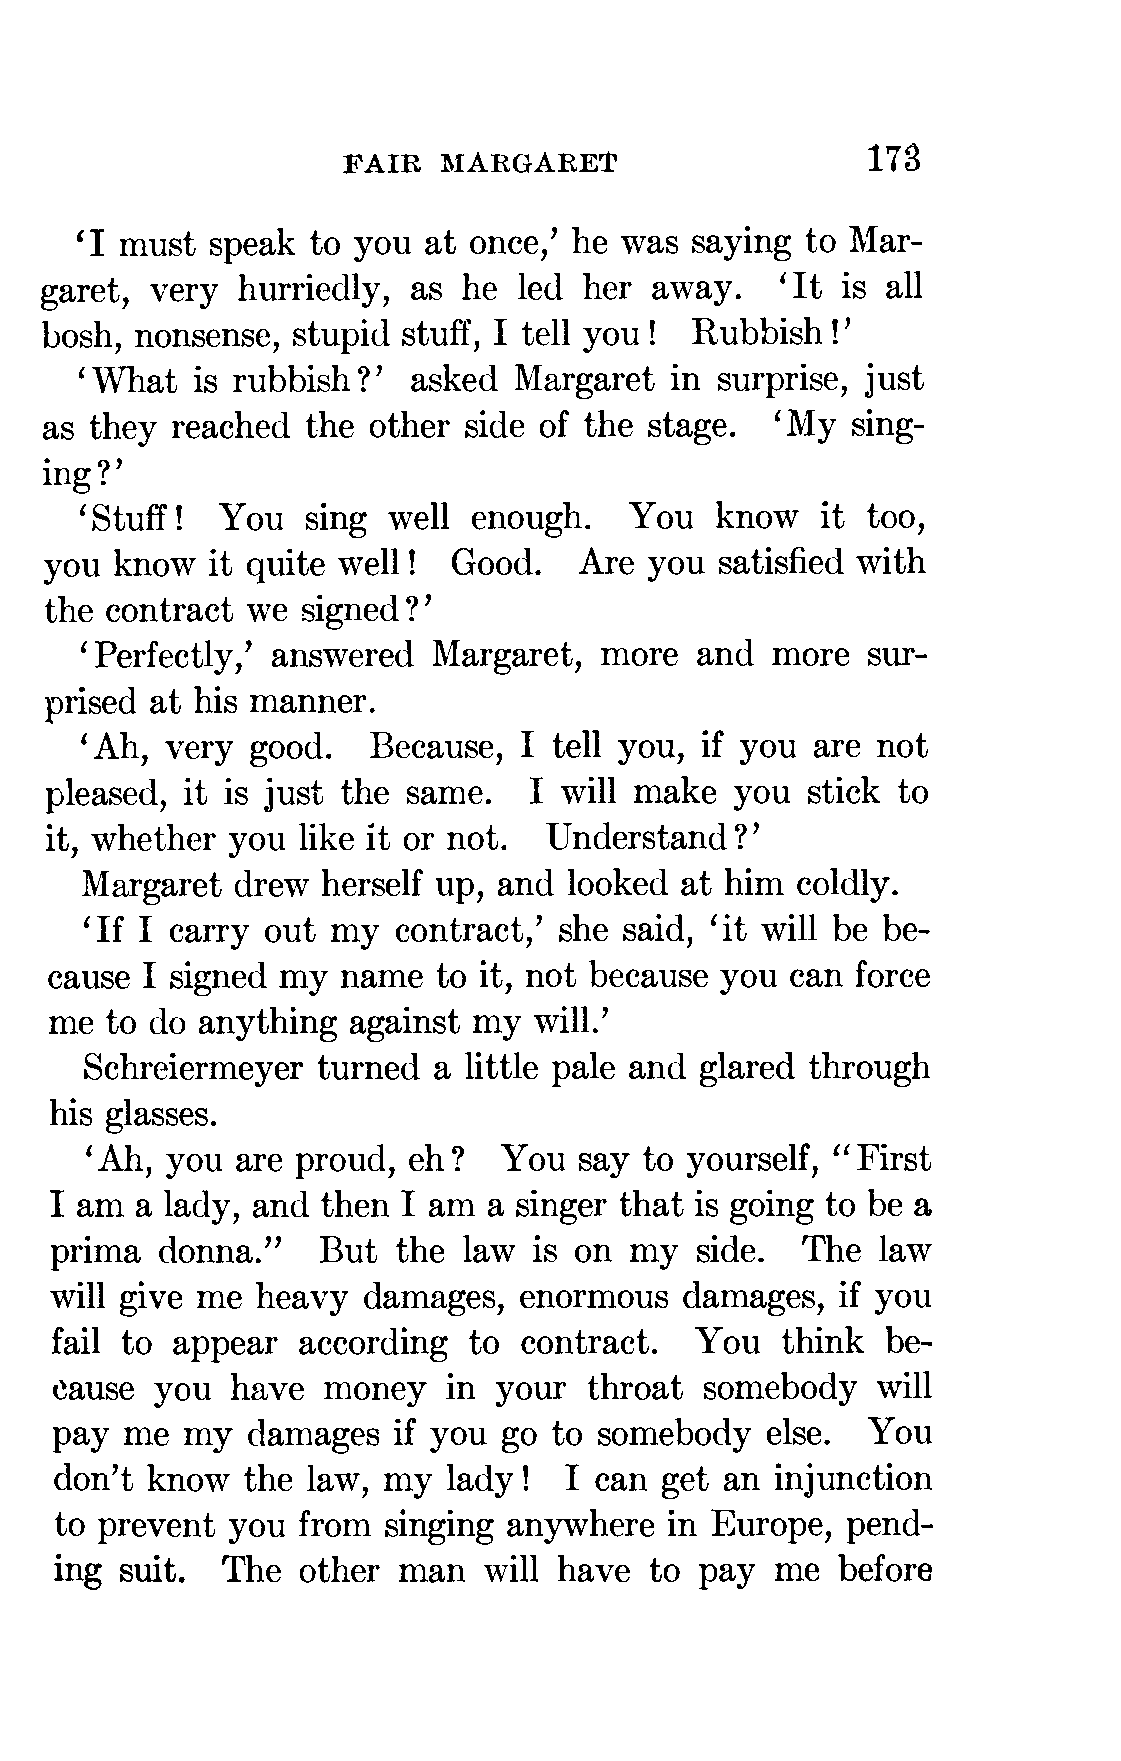 FAIR MARGARET 173
'I must speak to you at once,' he was saying to Mar-
garet, very hurriedly, as he led her away. 'It is all
bosh, nonsense, stupid stuff, I tell you! Rubbish!'
'What is rubbish?' asked Margaret in surprise, just
as they reached the other side of the stage. 'My sing-
ing?'
'Stuff! You sing well enough. You know it too,
you know it quite well! Good. Are you satisfied with
the contract we signed?'
'Perfectly,' answered Margaret, more and more sur-
prised at his manner.
'Ah, very good. Because, I tell you, if you are not
pleased, it is just the same. I will make you stick to
it, whether you like it or not. Understand?'
Margaret drew herself up, and looked at him coldly.
'If I carry out my contract,' she said, 'it will be be-
cause I signed my name to it, not because you can force
me to do anything against my will.'
Schreiermeyer turned a little pale and glared through
his glasses.
'Ah, you are proud, eh? You say to yourself, "First
I am a lady, and then I am a singer that is going to be a
prima donna." But the law is on my side. The law
will give me heavy damages, enormous damages, if you
fail to appear according to contract. You think be-
cause you have money in your throat somebody will
pay me my damages if you go to somebody else. You
don't know the law, my lady! I can get an injunction
to prevent you from singing anywhere in Europe, pend-
ing suit. The other man will have to pay me before